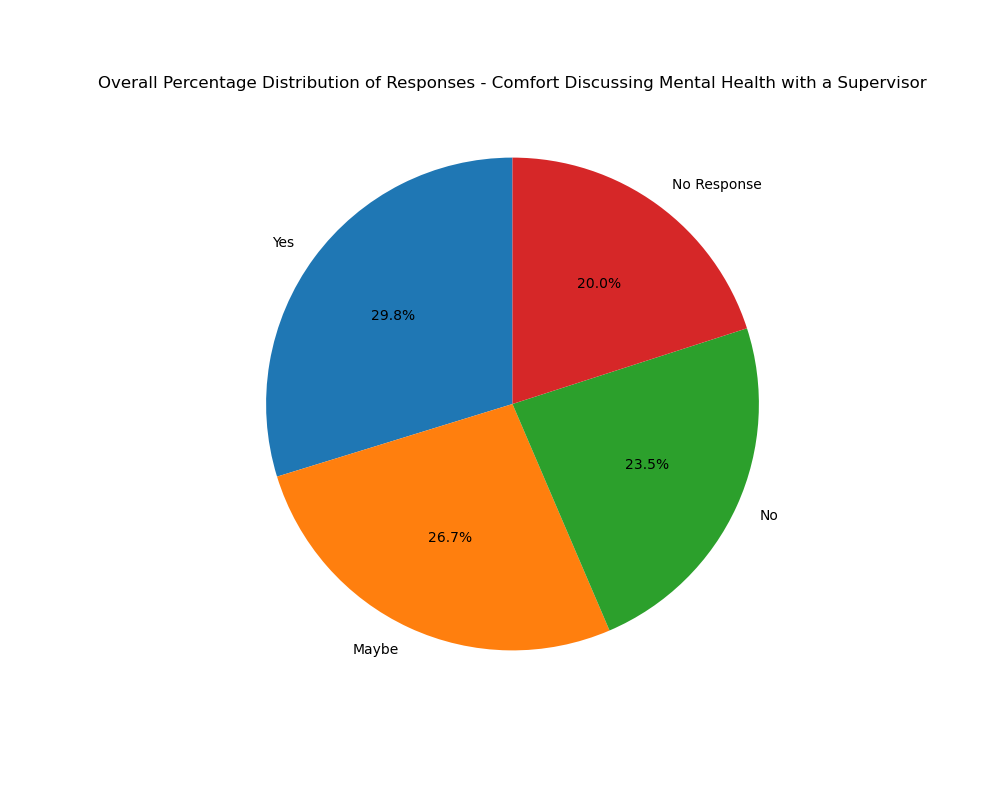 Overall Percentage Distribution of Responses - Comfort Discussing Mental Health with a Supervisor
No Response
Yes
20.0%
29.8%
23.5%
No
26.7%
Maybe